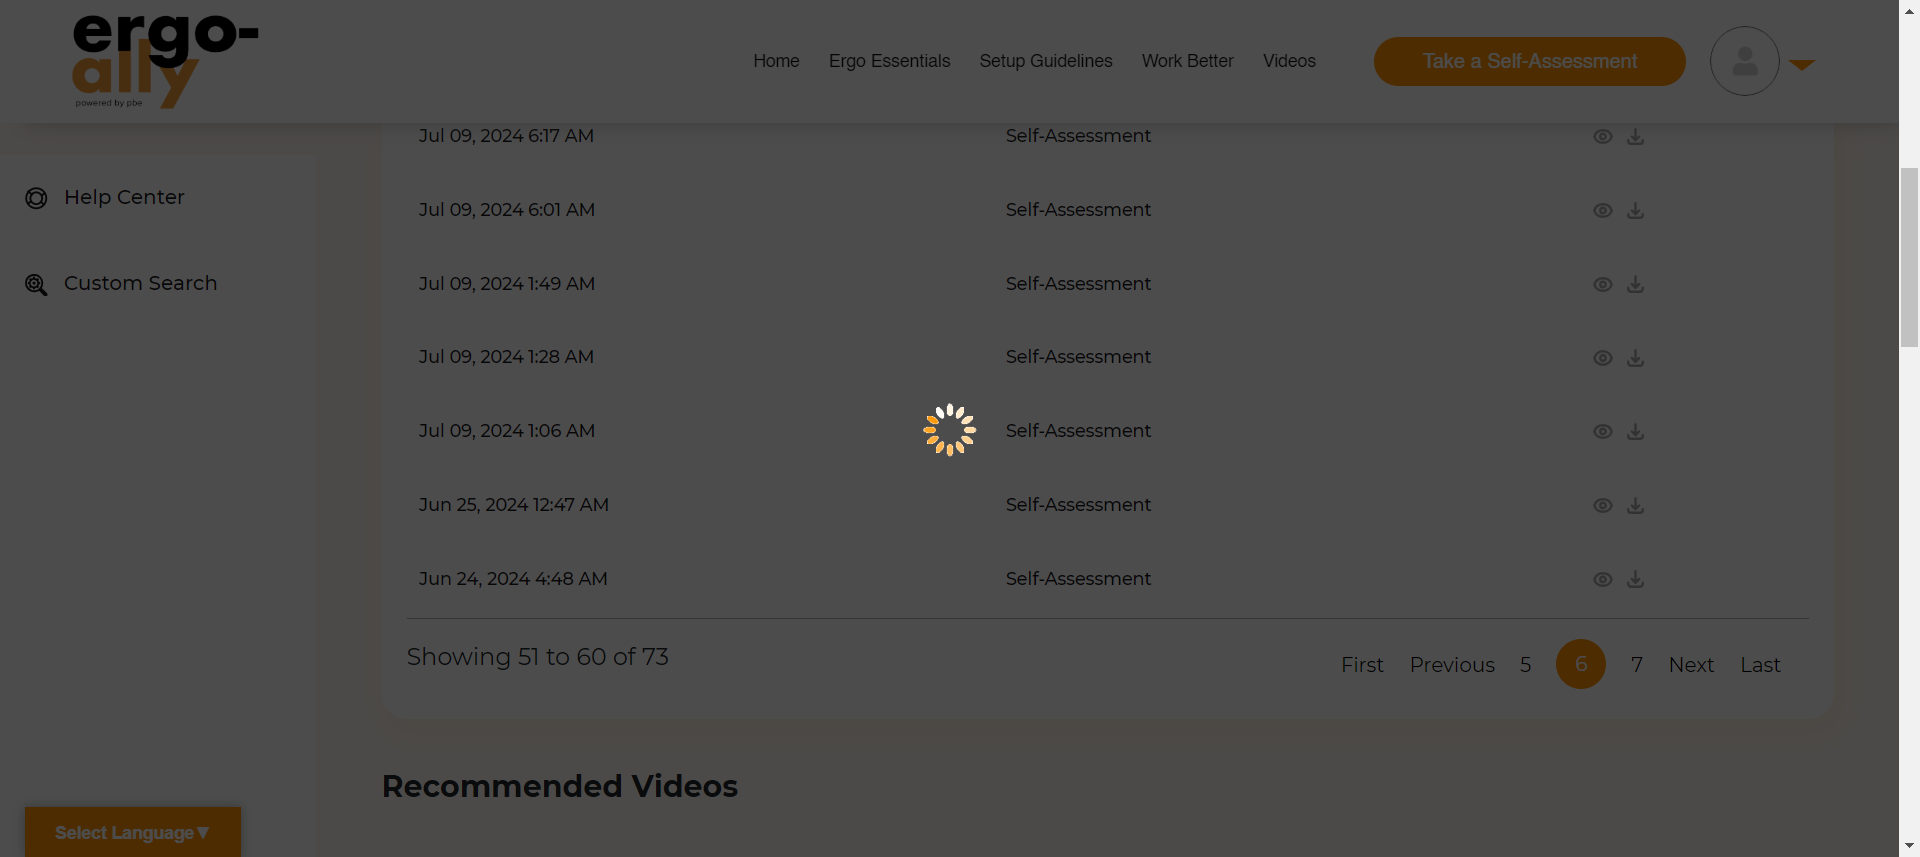 ergo-
ally
powered by pbe
Home Ergo Essentials Setup Guidelines Work Better Videos Take a Self-Assessment
Help Center
Custom Search
Jul 09, 2024 6:17 AM Self-Assessment
Jul 09, 2024 6:01 AM Self-Assessment
Jul 09, 2024 1:49 AM Self-Assessment
Jul 09, 2024 1:28 AM Self-Assessment
Jul 09, 2024 1:06 AM Self-Assessment
Jun 25, 2024 12:47 AM Self-Assessment
Jun 24, 2024 4:48 AM Self-Assessment
Showing 51 to 60 of 73
First Previous 5 6 7 Next Last
Recommended Videos
Select Language▼